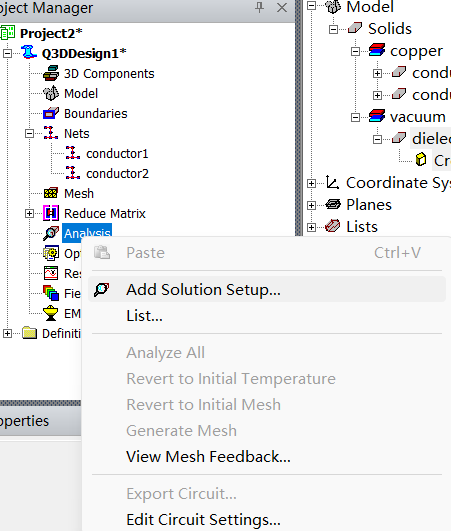 oject Manager
Project2*
Q3DDesign1*
3D Components
Model
Boundaries
Nets
conductor1
conductor2
Mesh
Reduce Matrix
Analysis
Op
Res
Fie
EM
Definiti
Model
Solids
copper
condu
condu
vacuum
dielec
Cr
Coordinate Sy
Planes
Lists
Paste Ctrl+V
Add Solution Setup...
List...
Analyze All
Revert to Initial Temperature
Revert to Initial Mesh
Generate Mesh
View Mesh Feedback...
Export Circuit...
Edit Circuit Settings...
operties